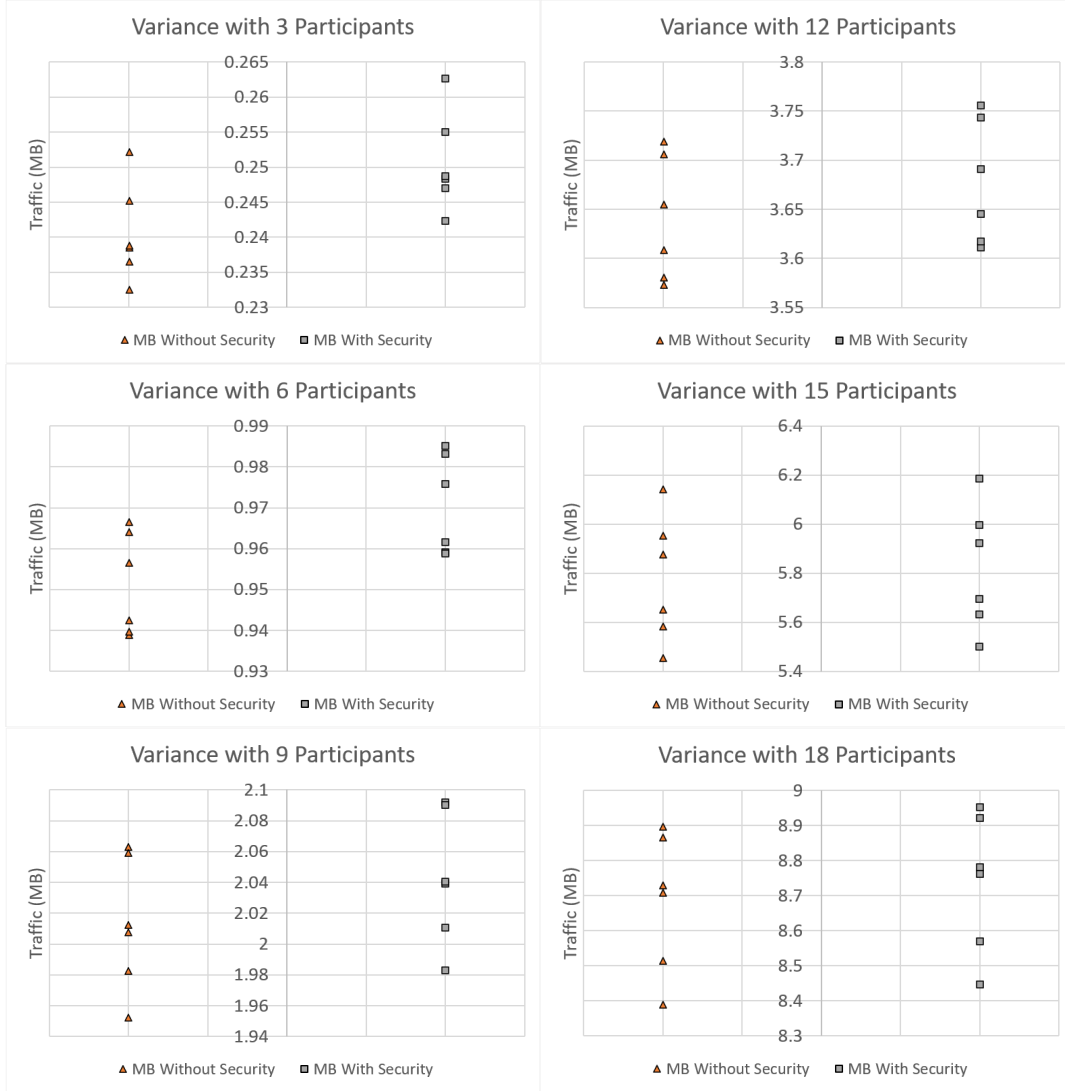 Variance with 3 Participants
Traffic (MB)
0.265
0.26
0.255
0.25
0.245
0.24
0.235
0.23
MB Without Security MB With Security
Variance with 12 Participants
Traffic (MB)
3.8
3.75
3.7
3.65
3.6
3.55
MB Without Security MB With Security
Variance with 6 Participants
Traffic (MB)
0.99
0.98
0.97
0.96
0.95
0.94
0.93
MB Without Security MB With Security
Variance with 15 Participants
Traffic (MB)
6.4
6.2
6
5.8
5.6
5.4
MB Without Security MB With Security
Variance with 9 Participants
Traffic (MB)
2.1
2.08
2.06
2.04
2.02
2
1.98
1.96
1.94
MB Without Security MB With Security
Variance with 18 Participants
Traffic (MB)
9
8.9
8.8
8.7
8.6
8.5
8.4
8.3
MB Without Security MB With Security